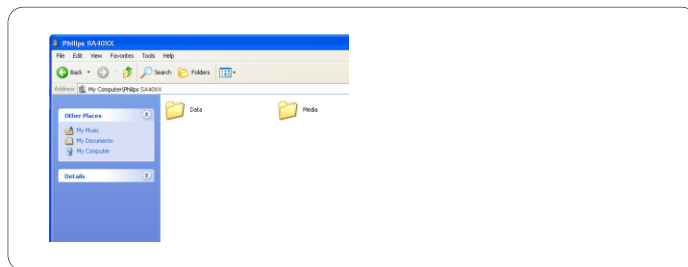 Philips SA40XX
File Edit View Favorites Tools Help
Back Search Folders
Address My Computer\Philips SA40XX
Other Places
My Music
My Documents
My Computer
Details
Data Media